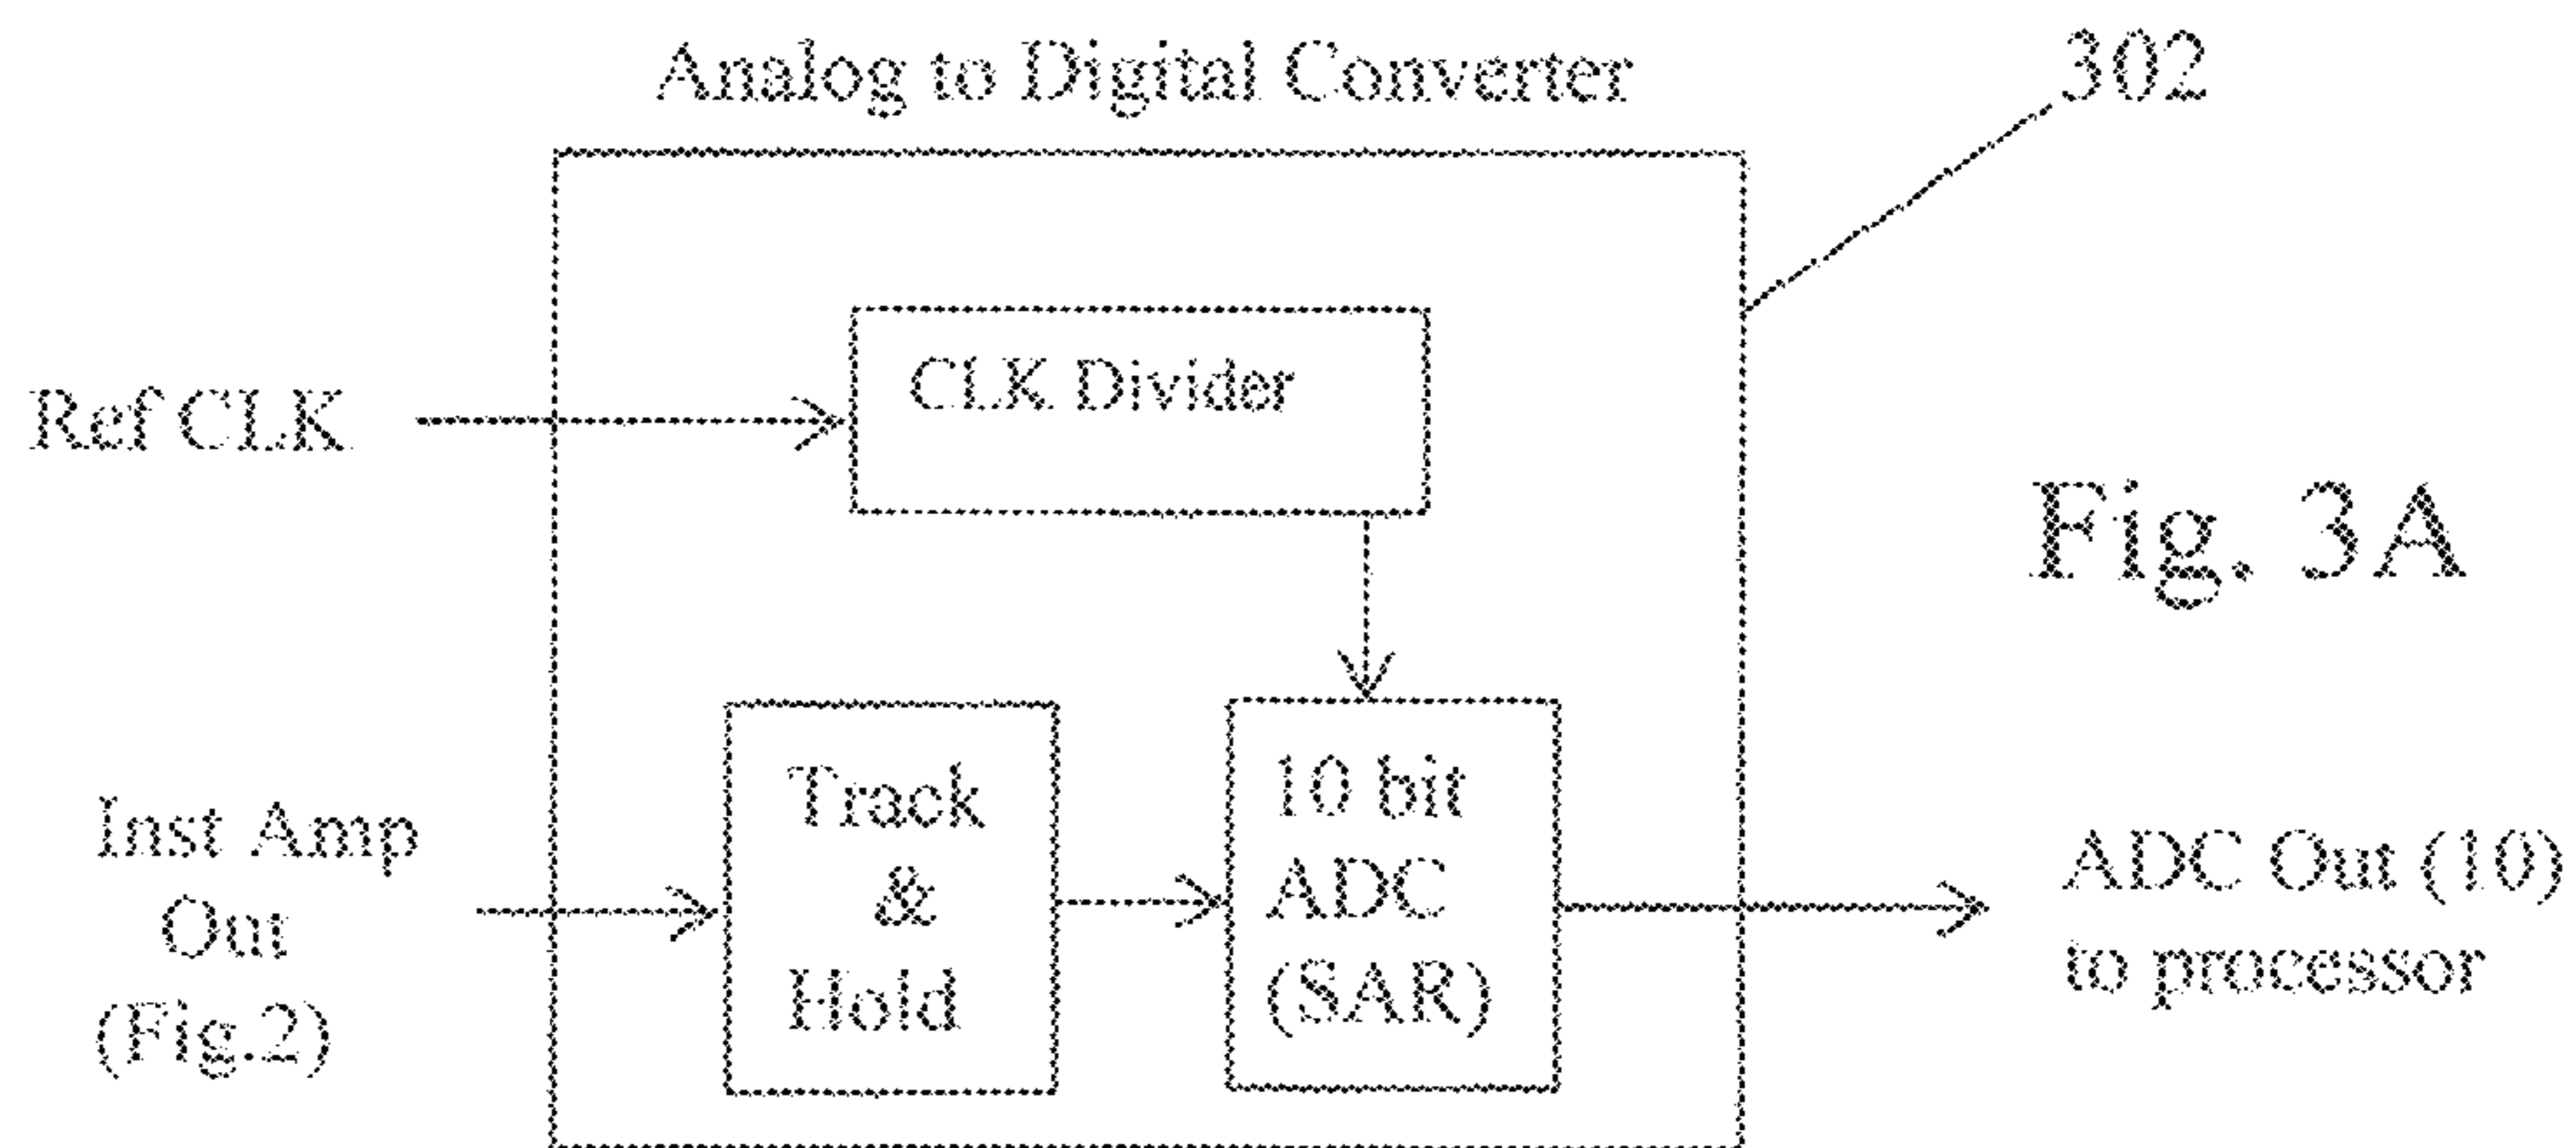 Analog to Digital Converter
302
CLK Divider
Ref CLK
Fig. 3A
Inst Amp
Out
(Fig.2)
Track
&
Hold
10 bit
ADC
(SAR)
ADC Out (10)
to processor